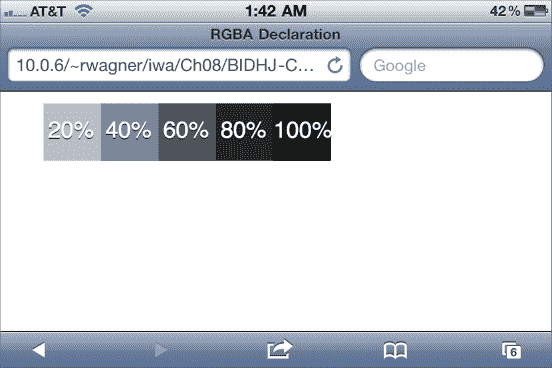 AT&T 1:42 AM 42%
RGBA Declaration
10.0.6/~rwagner/iwa/Ch08/BIDHJ-C... Google
20% 40% 60% 80% 100%
6